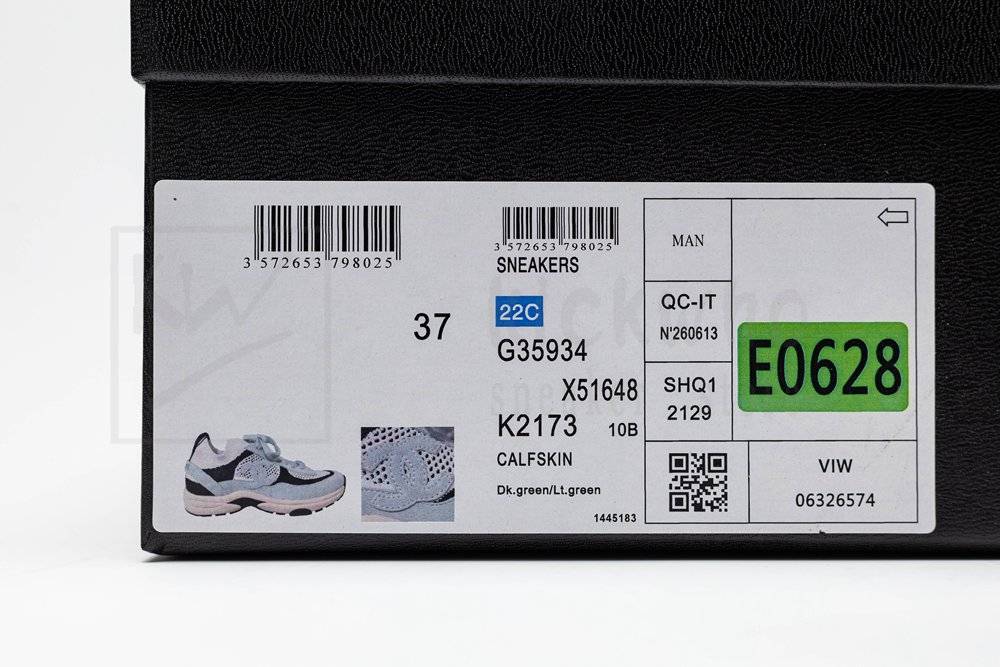 3 572653 798025
37
3 572653 798025
SNEAKERS
22C
G35934
X51648
K2173 10B
CALFSKIN
Dk.green/Lt.green
1445183
MAN
QC-IT
N'260613
SHQ1
2129
E0628
VIW
06326574